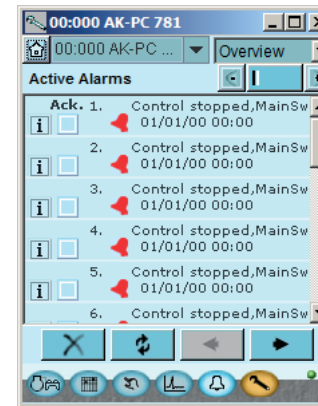 00:000 AK-PC 781
00:000 AK-PC ... Overview
Active Alarms
Ack. 1. Control stopped,MainSw
01/01/00 00:00
2. Control stopped,MainSw
01/01/00 00:00
3. Control stopped,MainSw
01/01/00 00:00
4. Control stopped,MainSw
01/01/00 00:00
5. Control stopped,MainSw
01/01/00 00:00
6. Control stopped,MainSw